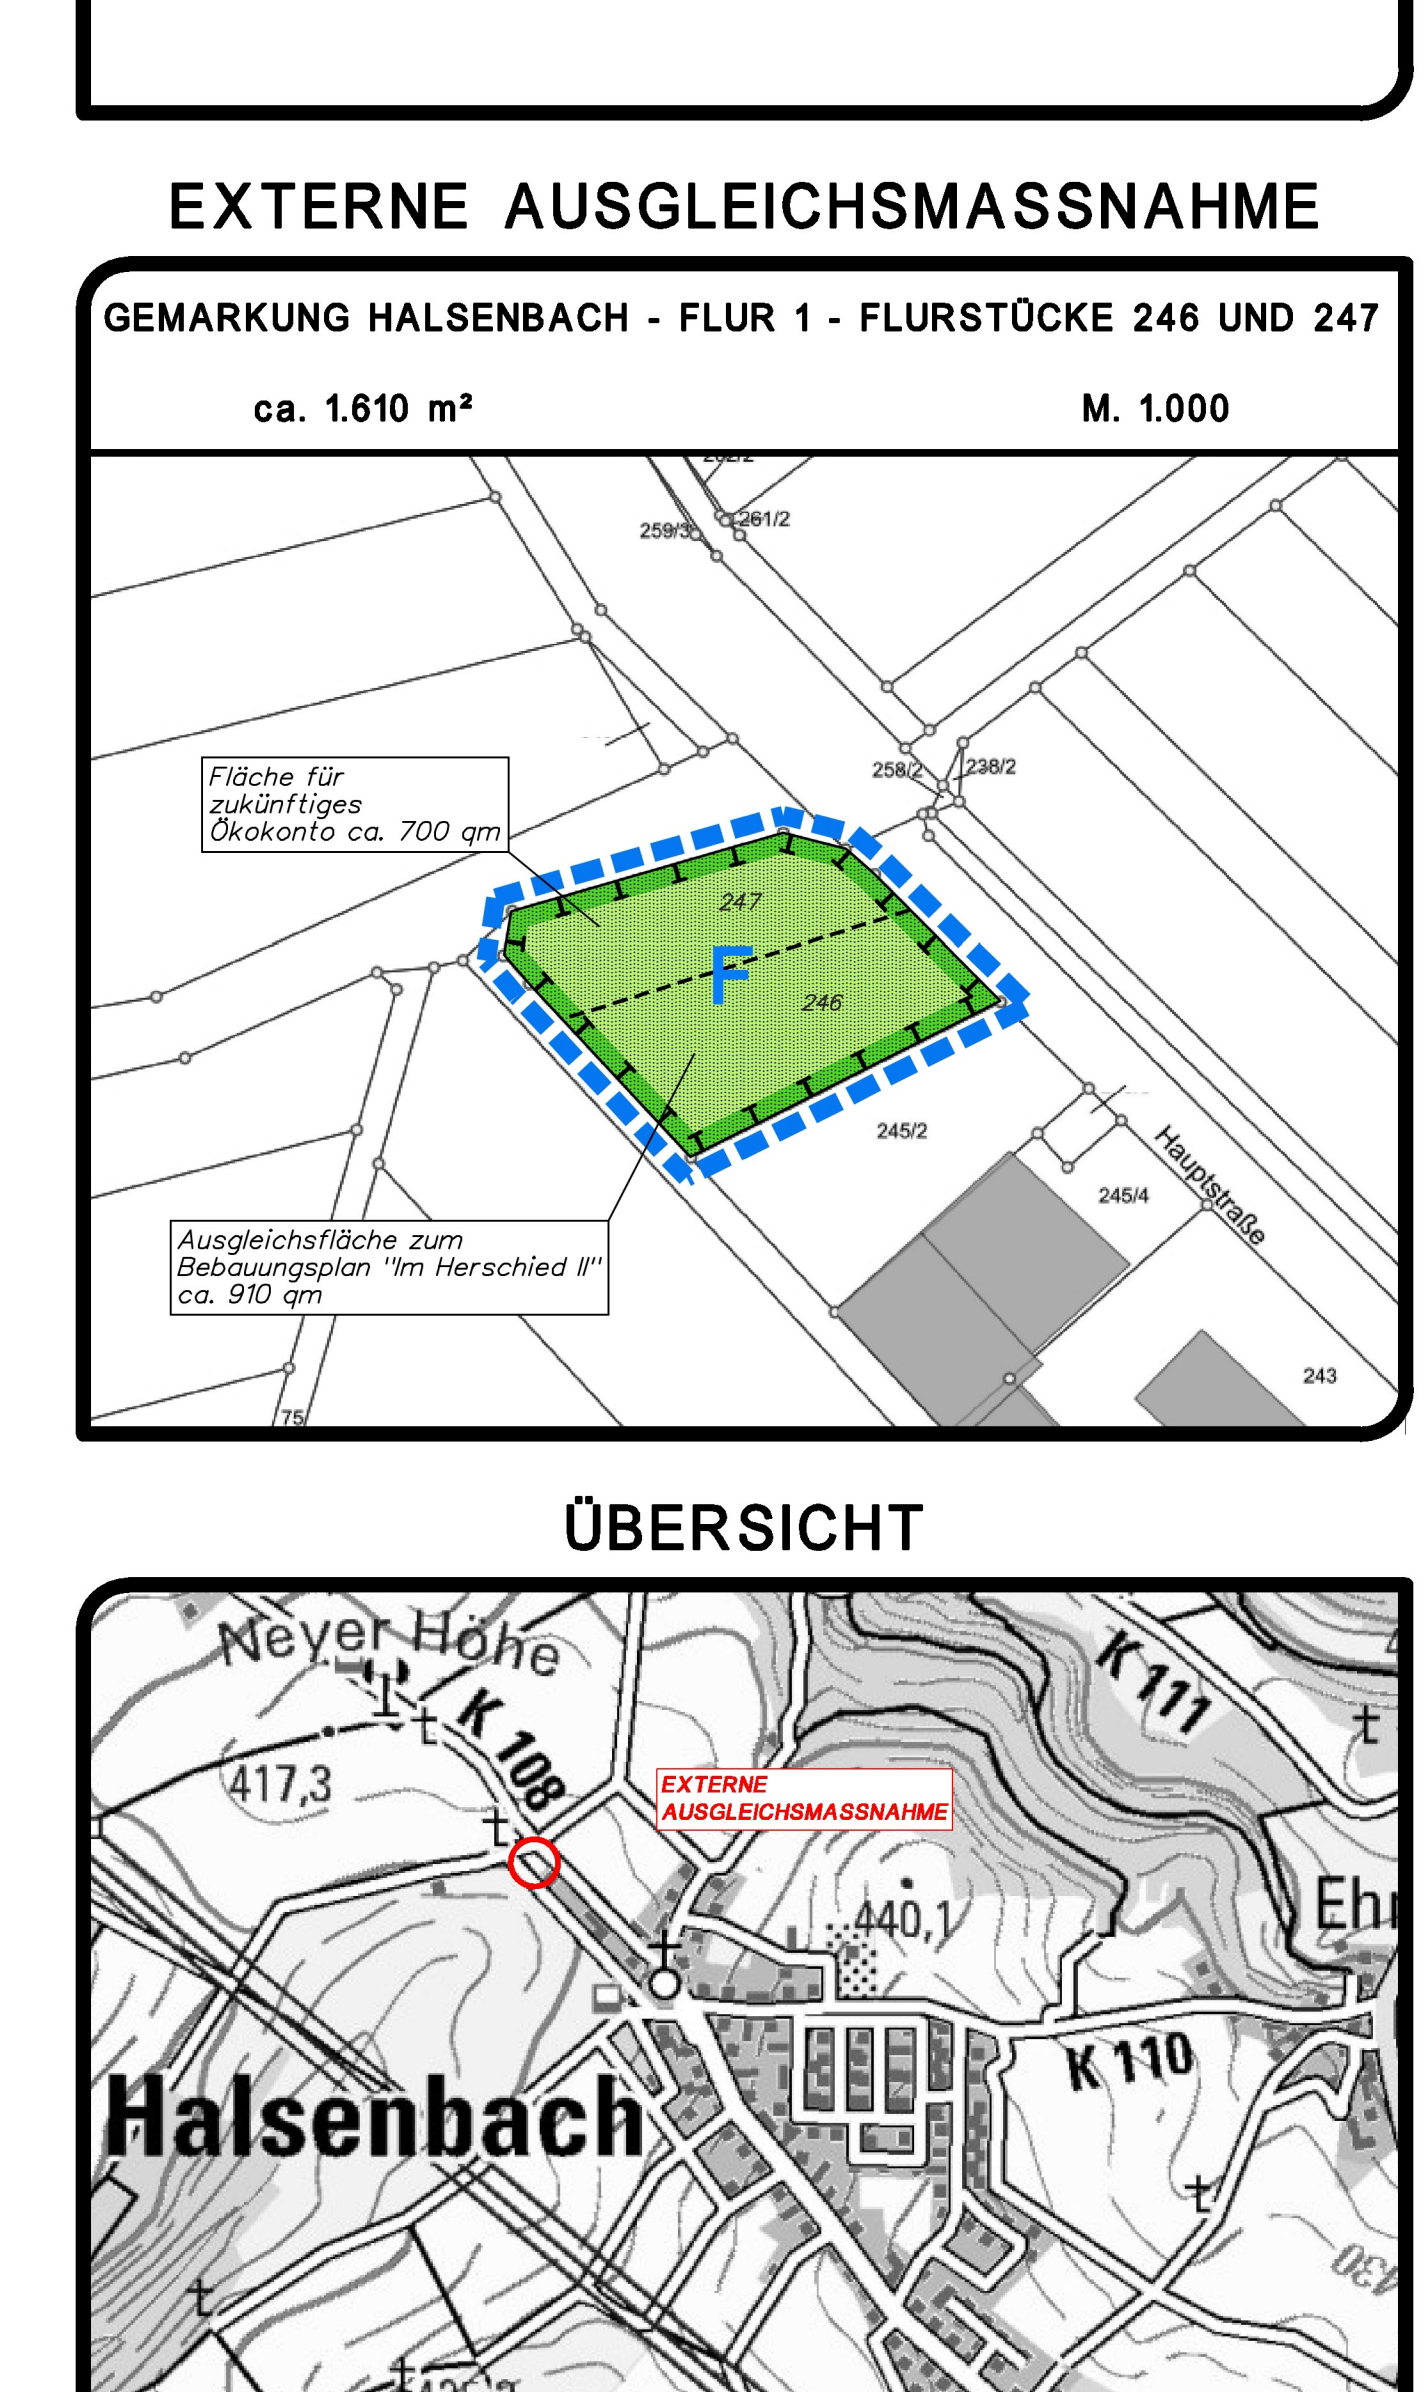 EXTERNE AUSGLEICHSMASSNAHME
GEMARKUNG HALSENBACH - FLUR 1 - FLURSTÜCKE 246 UND 247
ca. 1.610 m²
M. 1.000
259/3
261/2
258/2
238/2
Fläche für
zukünftiges
Ökokonto ca. 700 qm
247
F
246
245/2
Hauptstraße
245/4
Ausgleichsfläche zum
Bebauungsplan "Im Herschied II"
ca. 910 qm
243
75
ÜBERSICHT
Neyer Höhe
K 111
K 108
417,3
EXTERNE
AUSGLEICHSMASSNAHME
440,1
Ehr
K 110
Halsenbach
430